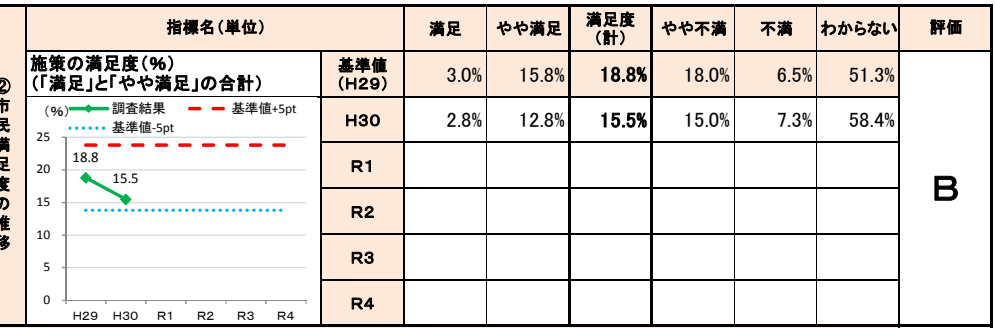 ②市民満足度の推移
指標名（単位） 満足 やや満足 満足度（計） やや不満 不満 わからない 評価
施策の満足度（%）
（「満足」と「やや満足」の合計）
基準値（H29） 3.0% 15.8% 18.8% 18.0% 6.5% 51.3%
H30 2.8% 12.8% 15.5% 15.0% 7.3% 58.4%
R1
R2
R3
R4
B
（%） 調査結果 基準値+5pt
基準値-5pt
25
20
15
10
5
0
18.8
15.5
H29 H30 R1 R2 R3 R4